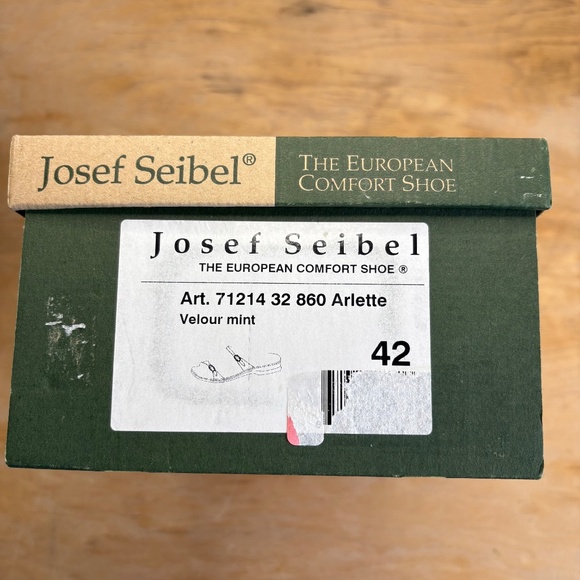 Josef Seibel®
THE EUROPEAN
COMFORT SHOE
Josef Seibel
THE EUROPEAN COMFORT SHOE ®
Art. 71214 32 860 Arlette
Velour mint
42